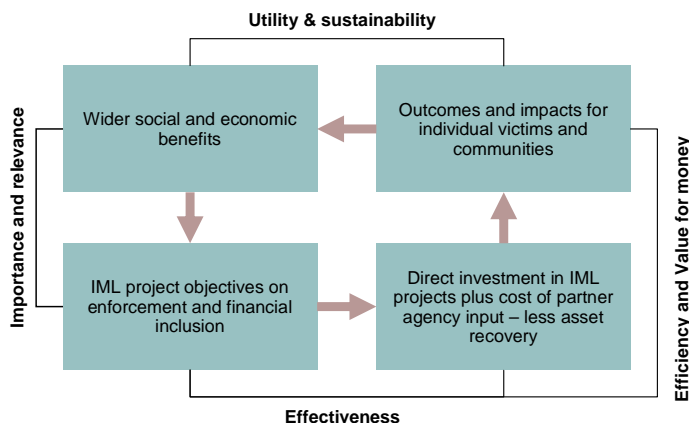 Utility & sustainability
Importance and relevance
Wider social and economic
benefits
Outcomes and impacts for
individual victims and
communities
Efficiency and Value for money
IML project objectives on
enforcement and financial
inclusion
Direct investment in IML
projects plus cost of partner
agency input – less asset
recovery
Effectiveness